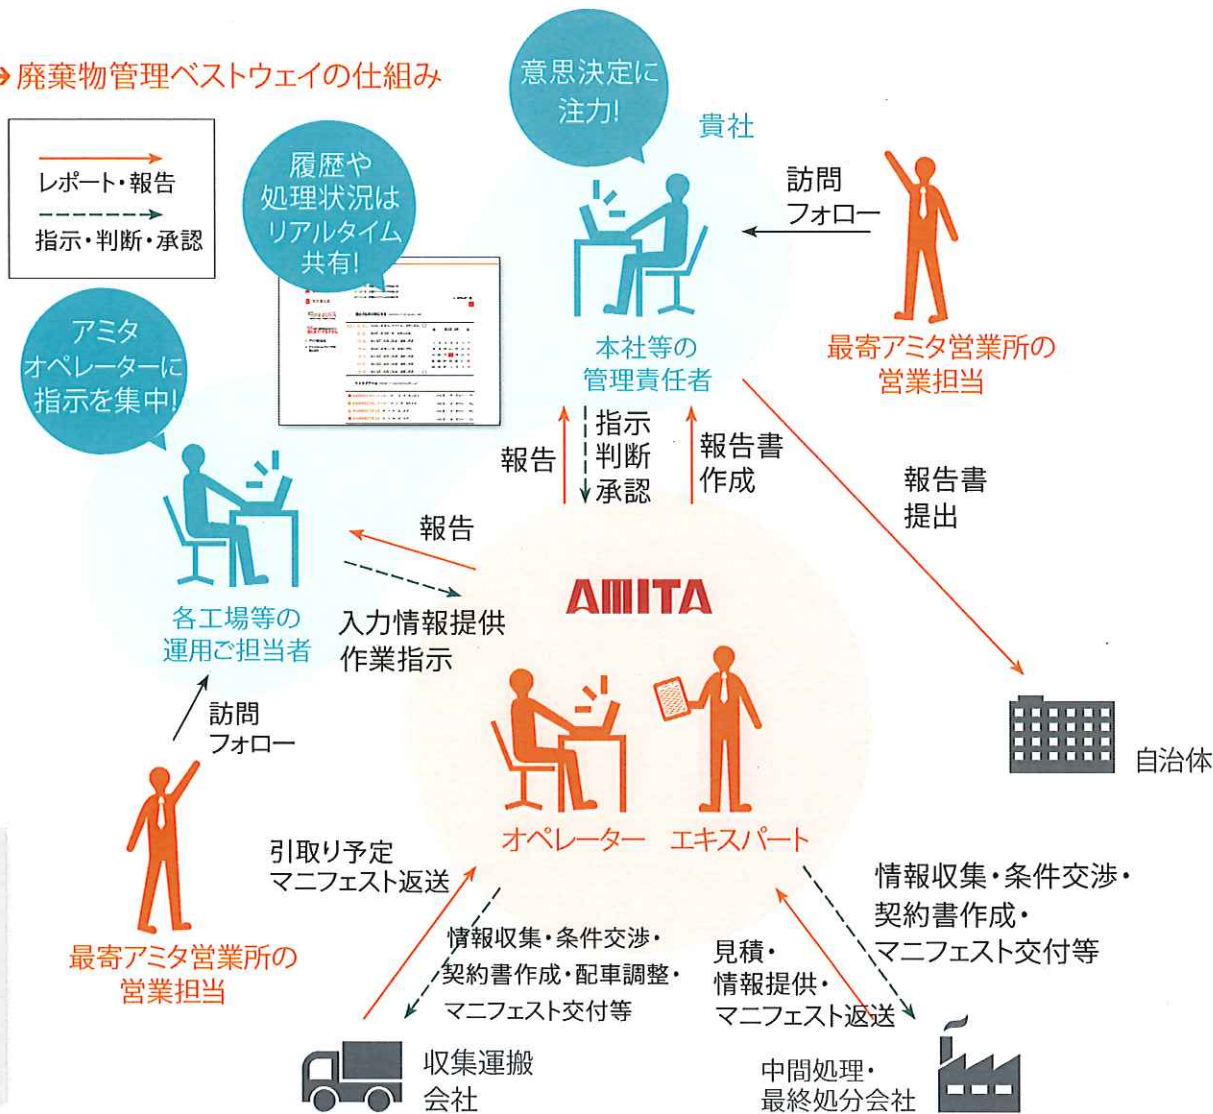 廃棄物管理ベストウェイの仕組み
レポート・報告
指示・判断・承認
意思決定に
注力!
貴社
履歴や
処理状況は
リアルタイム
共有!
訪問
フォロー
アミタ
オペレーターに
指示を集中!
本社等の
管理責任者
最寄アミタ営業所の
営業担当
報告
指示
判断
承認
報告書
作成
報告書
提出
報告
AMITA
各工場等の
運用ご担当者
入力情報提供
作業指示
訪問
フォロー
自治体
オペレーター
エキスパート
引取り予定
マニフェスト返送
最寄アミタ営業所の
営業担当
情報収集・条件交渉・
契約書作成・配車調整・
マニフェスト交付等
見積・
情報提供・
マニフェスト返送
情報収集・条件交渉・
契約書作成・
マニフェスト交付等
収集運搬
会社
中間処理・
最終処分会社